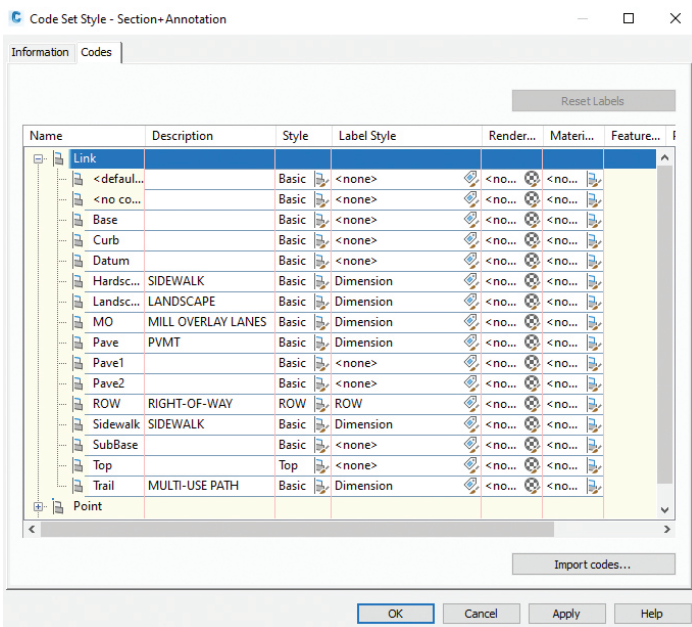 Code Set Style - Section+Annotation
Information Codes
Reset Labels
Name Description Style Label Style Render... Materi... Feature...
Link
<defaul... Basic <none> <no... <no...
<no co... Basic <none> <no... <no...
Base Basic <none> <no... <no...
Curb Basic <none> <no... <no...
Datum Basic <none> <no... <no...
Hardsc... SIDEWALK Basic Dimension <no... <no...
Landsc... LANDSCAPE Basic Dimension <no... <no...
MO MILL OVERLAY LANES Basic Dimension <no... <no...
Pave PVMT Basic Dimension <no... <no...
Pave1 Basic <none> <no... <no...
Pave2 Basic <none> <no... <no...
ROW RIGHT-OF-WAY ROW ROW <no... <no...
Sidewalk SIDEWALK Basic Dimension <no... <no...
SubBase Basic <none> <no... <no...
Top Top <none> <no... <no...
Trail MULTI-USE PATH Basic Dimension <no... <no...
Point
Import codes...
OK Cancel Apply Help